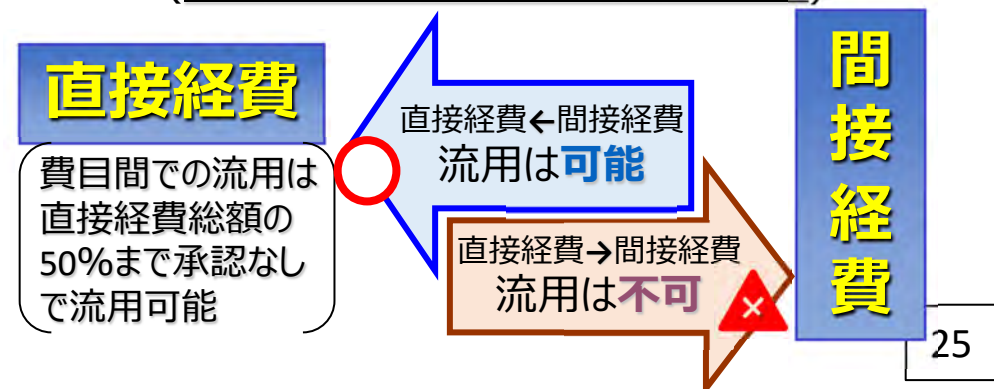 直接経費
費目間での流用は
直接経費総額の
50%まで承認なし
で流用可能
直接経費←間接経費
流用は可能
直接経費→間接経費
流用は不可
間接経費
25